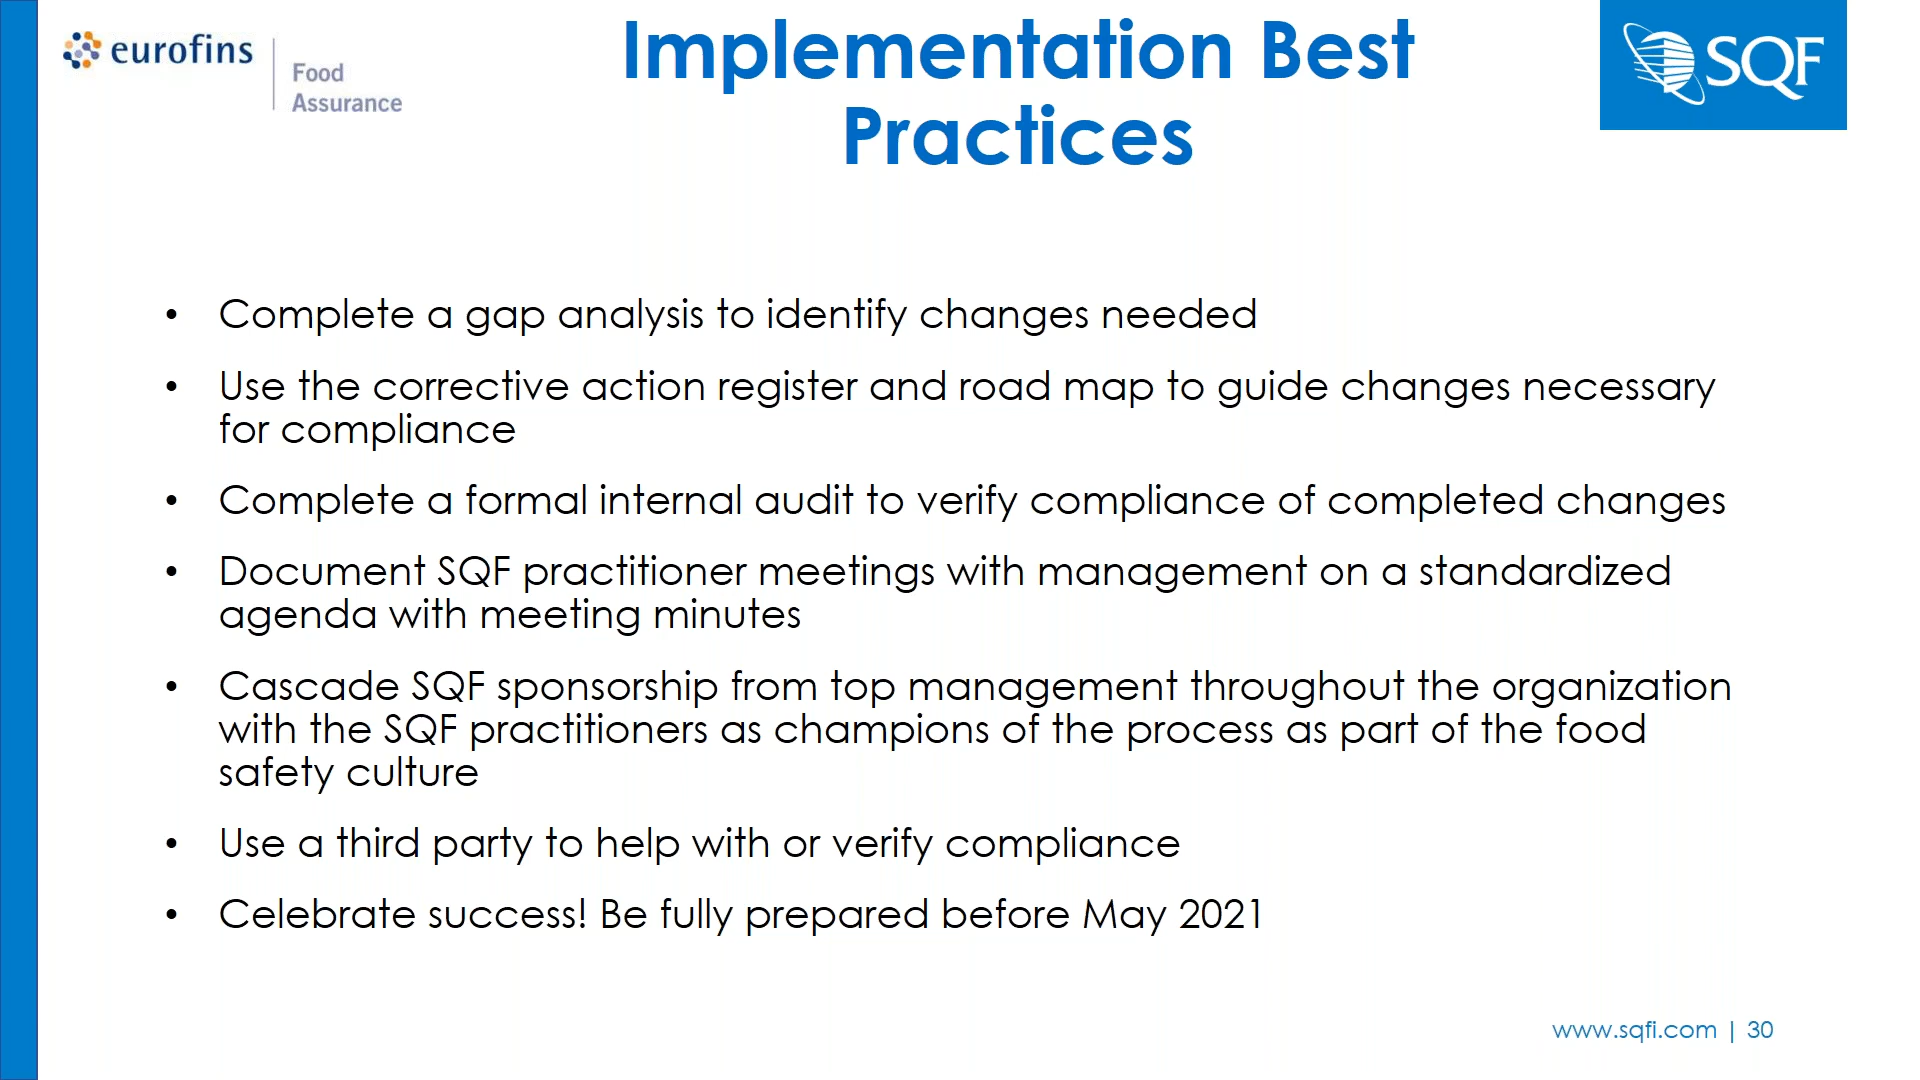 eurofins
Food
Assurance
Implementation Best
Practices
SQF
• Complete a gap analysis to identify changes needed
• Use the corrective action register and road map to guide changes necessary
for compliance
• Complete a formal internal audit to verify compliance of completed changes
• Document SQF practitioner meetings with management on a standardized
agenda with meeting minutes
• Cascade SQF sponsorship from top management throughout the organization
with the SQF practitioners as champions of the process as part of the food
safety culture
• Use a third party to help with or verify compliance
• Celebrate success! Be fully prepared before May 2021
www.sqfi.com | 30